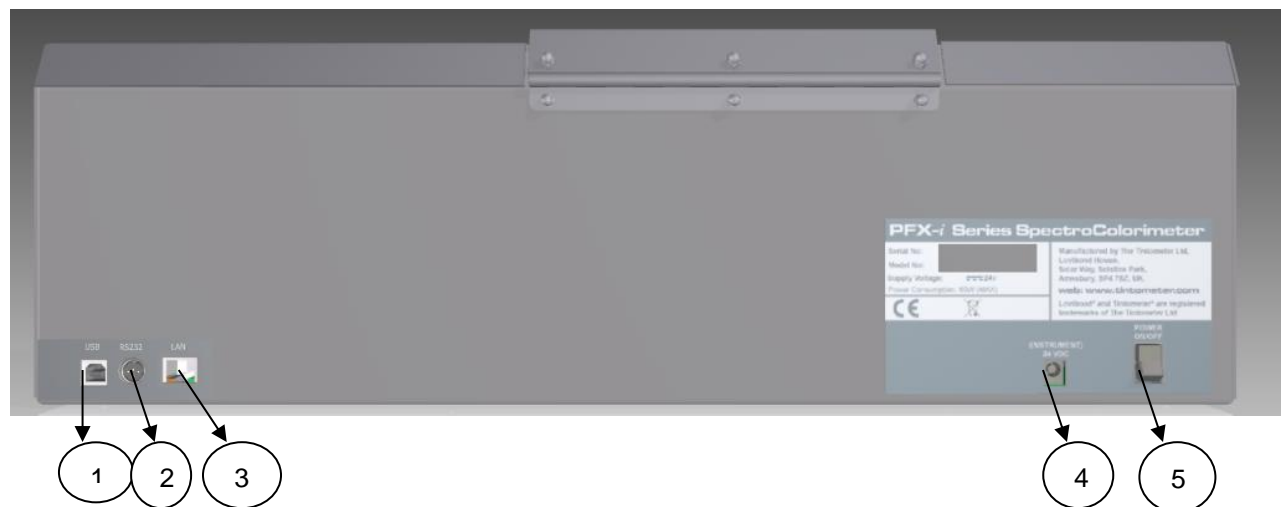 PFX-i Series SpectroColorimeter
Serial No:
Model No:
Supply Voltage:
Power Consumption:
Manufactured by The Tintometer Ltd,
Lovibond House,
Solstice Park,
Amesbury, SP4 7SZ, UK.
web: www.tintometer.com
Lovibond® and Tintometer® are registered
trademarks of The Tintometer Ltd
CE
USB RS232 LAN
(INSTRUMENT)
24 VDC
POWER
ON/OFF
1 2 3 4 5